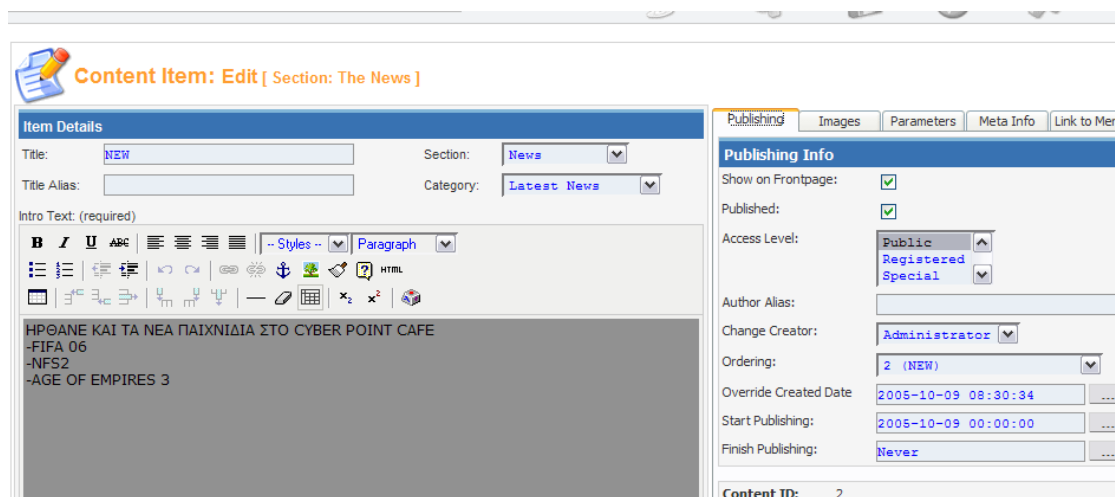 Content Item: Edit [ Section: The News ]
Item Details
Title: NEW Section: News
Title Alias: Category: Latest News
Intro Text: (required)
B I U ABC -- Styles -- Paragraph
HTML
x₂ x²
ΗΡΘΑΝΕ ΚΑΙ ΤΑ ΝΕΑ ΠΑΙΧΝΙΔΙΑ ΣΤΟ CYBER POINT CAFE
-FIFA 06
-NFS2
-AGE OF EMPIRES 3
Publishing Images Parameters Meta Info Link to Mer
Publishing Info
Show on Frontpage:
Published:
Access Level: Public
Registered
Special
Author Alias:
Change Creator: Administrator
Ordering: 2 (NEW)
Override Created Date 2005-10-09 08:30:34 ...
Start Publishing: 2005-10-09 00:00:00 ...
Finish Publishing: Never ...
Content ID: 2